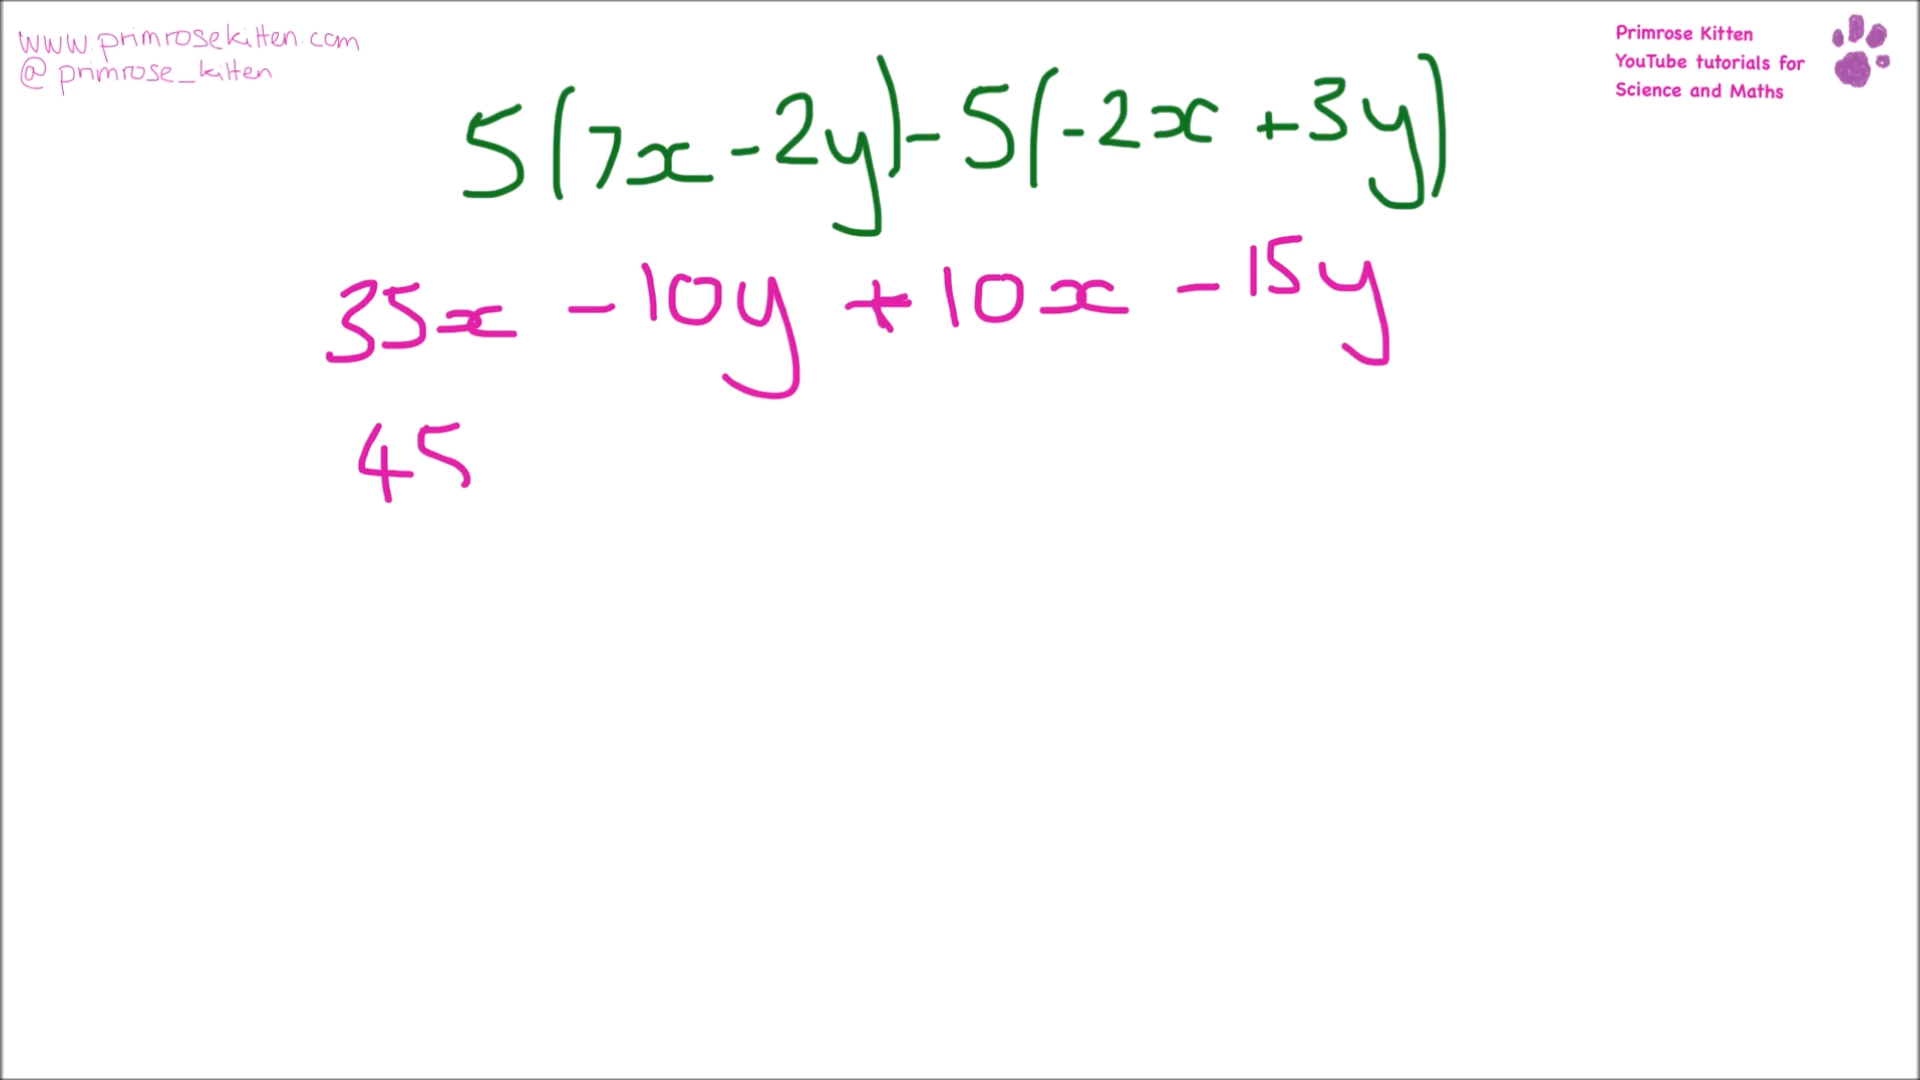 www.primrosekitten.com
@primrose_kitten
Primrose Kitten
YouTube tutorials for
Science and Maths
5(7x - 2y) - 5(-2x + 3y)
35x - 10y + 10x - 15y
45